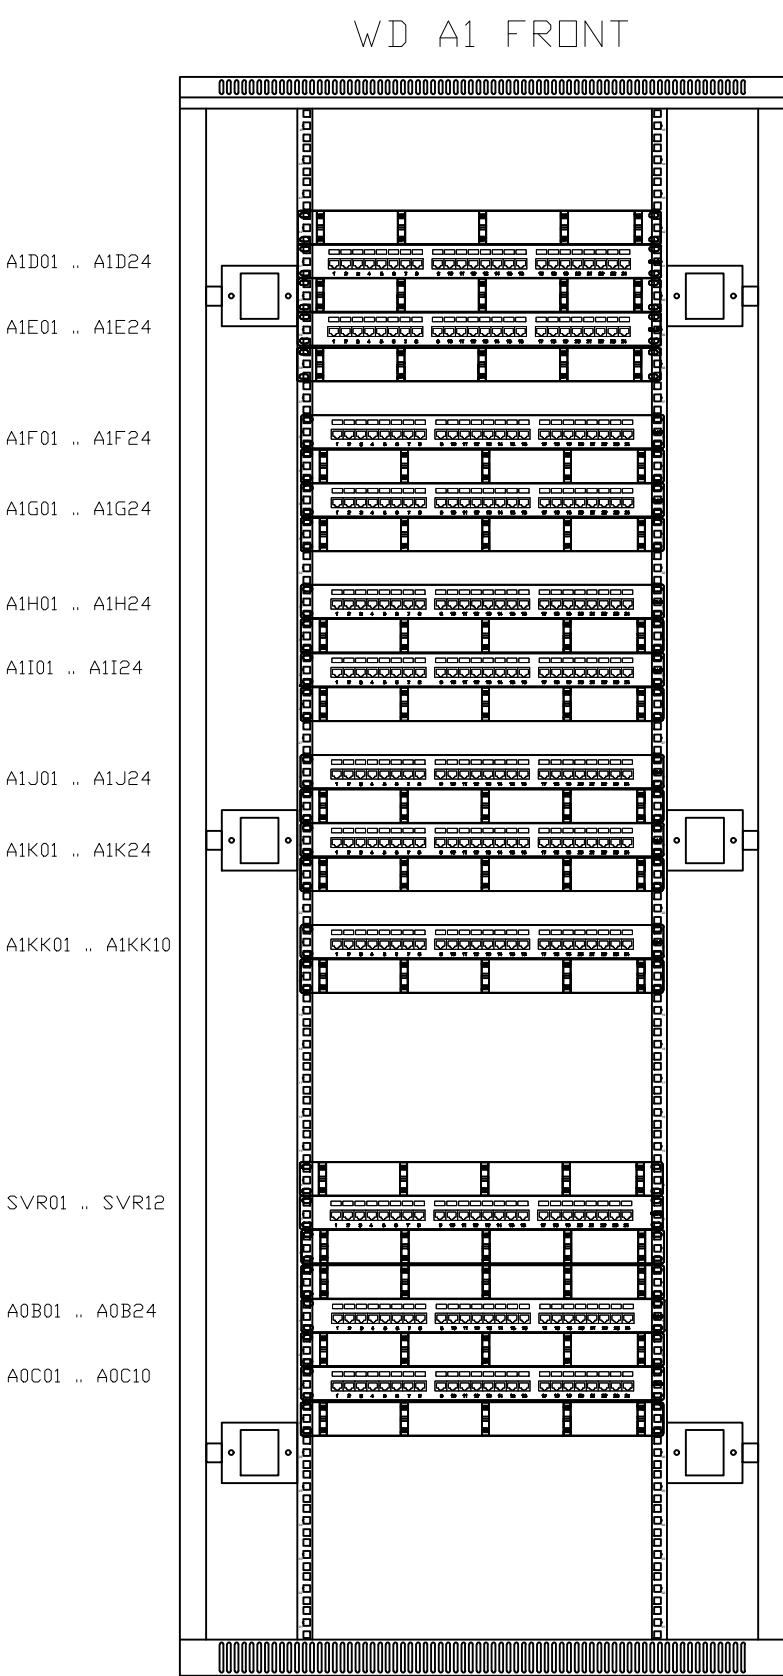 WD A1 FRONT
A1D01 .. A1D24
A1E01 .. A1E24
A1F01 .. A1F24
A1G01 .. A1G24
A1H01 .. A1H24
A1I01 .. A1I24
A1J01 .. A1J24
A1K01 .. A1K24
A1KK01 .. A1KK10
SVR01 .. SVR12
A0B01 .. A0B24
A0C01 .. A0C10